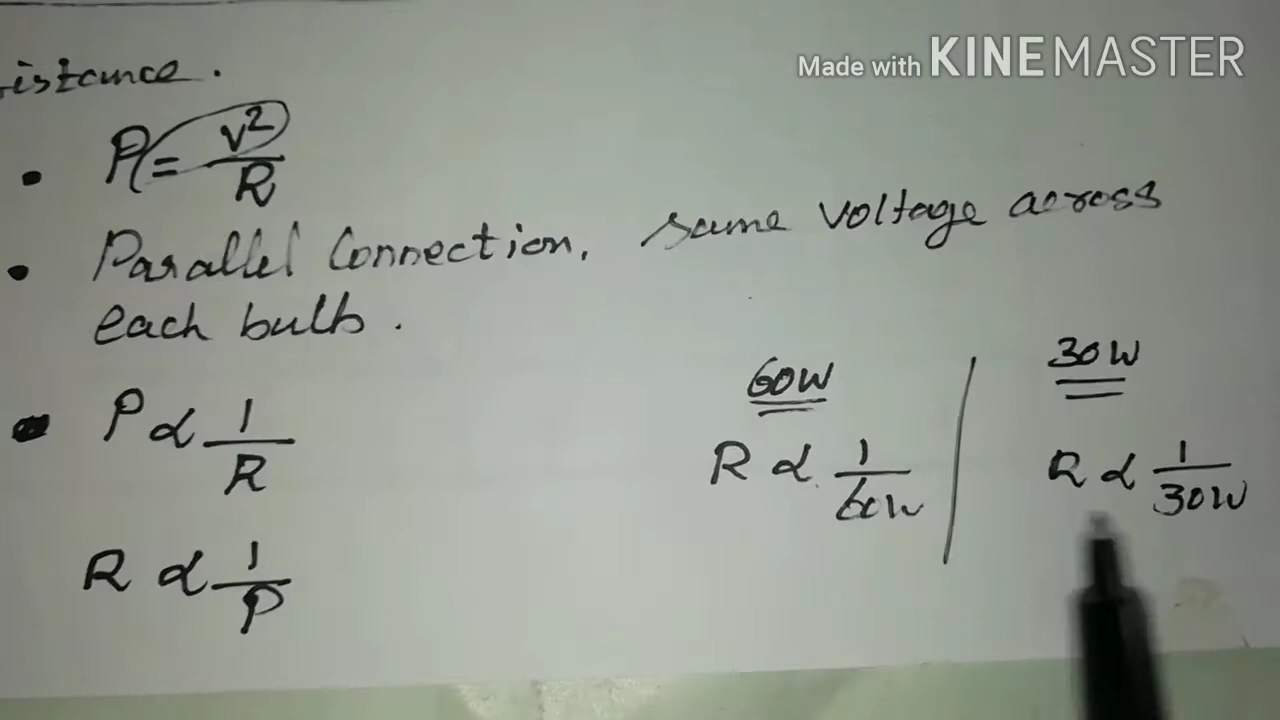 Made with KINEMASTER
istance.
• P = V²/R
• Parallel Connection, same voltage across
each bulb.
• P ∝ 1/R
60W
30W
R ∝ 1/60W
R ∝ 1/30W
R ∝ 1/P